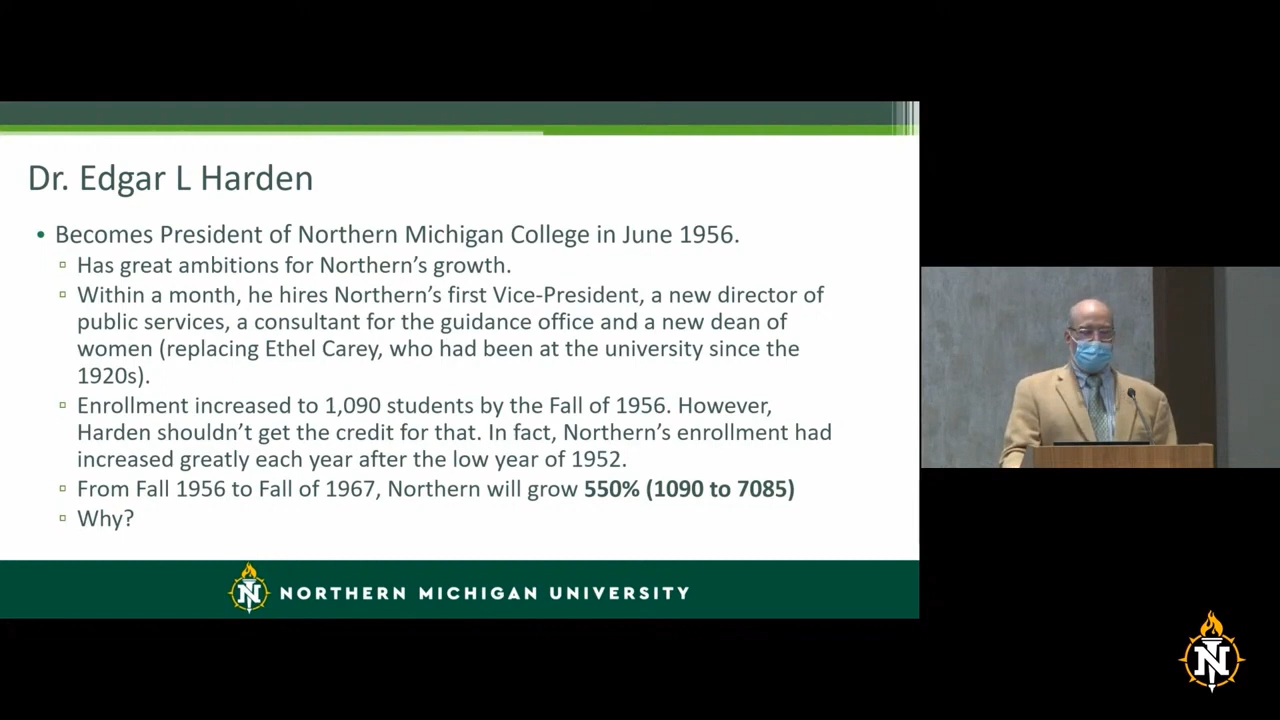 Dr. Edgar L Harden
• Becomes President of Northern Michigan College in June 1956.
▫ Has great ambitions for Northern’s growth.
▫ Within a month, he hires Northern’s first Vice-President, a new director of
public services, a consultant for the guidance office and a new dean of
women (replacing Ethel Carey, who had been at the university since the
1920s).
▫ Enrollment increased to 1,090 students by the Fall of 1956. However,
Harden shouldn’t get the credit for that. In fact, Northern’s enrollment had
increased greatly each year after the low year of 1952.
▫ From Fall 1956 to Fall of 1967, Northern will grow 550% (1090 to 7085)
▫ Why?
N NORTHERN MICHIGAN UNIVERSITY
N